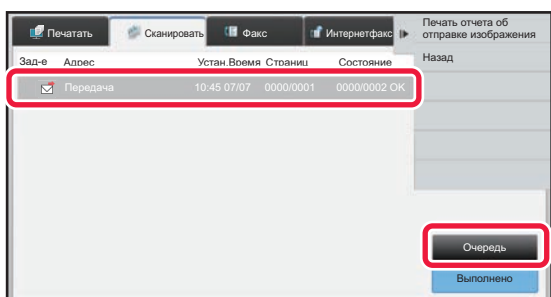 Печатать Сканировать Факс Интернетфакс
Зад-е Адрес Устан.Время Страниц Состояние
Передача 10:45 07/07 0000/0001 0000/0002 OK
Печать отчета об
отправке изображения
Назад
Очередь
Выполнено